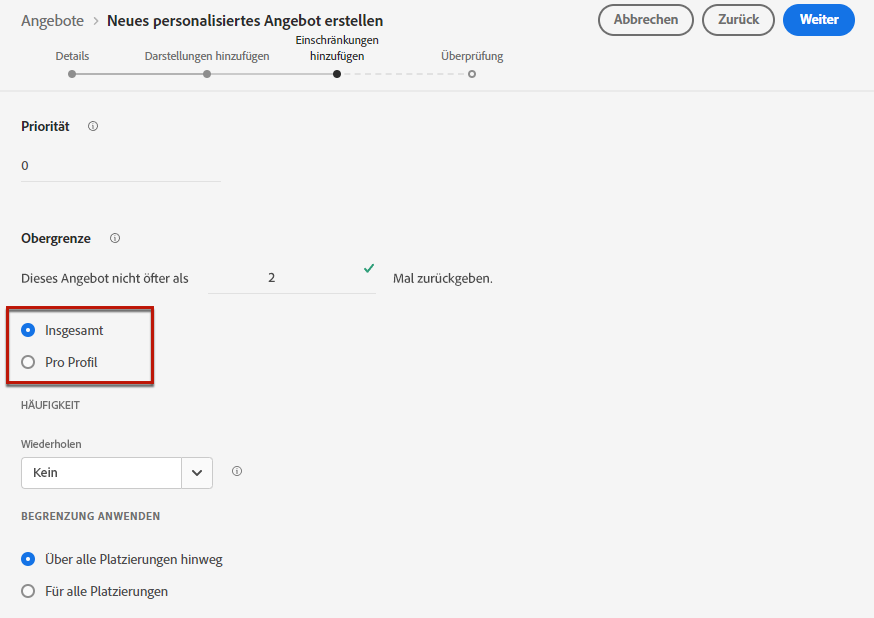 Angebote > Neues personalisiertes Angebot erstellen
Abbrechen
Zurück
Weiter
Details
Darstellungen hinzufügen
Einschränkungen
hinzufügen
Überprüfung
Priorität
0
Obergrenze
Dieses Angebot nicht öfter als 2 Mal zurückgeben.
Insgesamt
Pro Profil
HÄUFIGKEIT
Wiederholen
Kein
BEGRENZUNG ANWENDEN
Über alle Platzierungen hinweg
Für alle Platzierungen